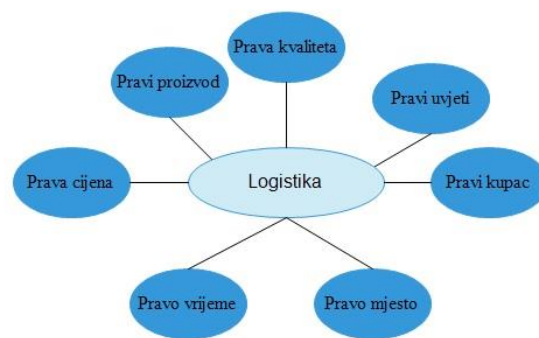 Prava kvaliteta
Pravi proizvod
Pravi uvjeti
Prava cijena
Logistika
Pravi kupac
Pravo vrijeme
Pravo mjesto